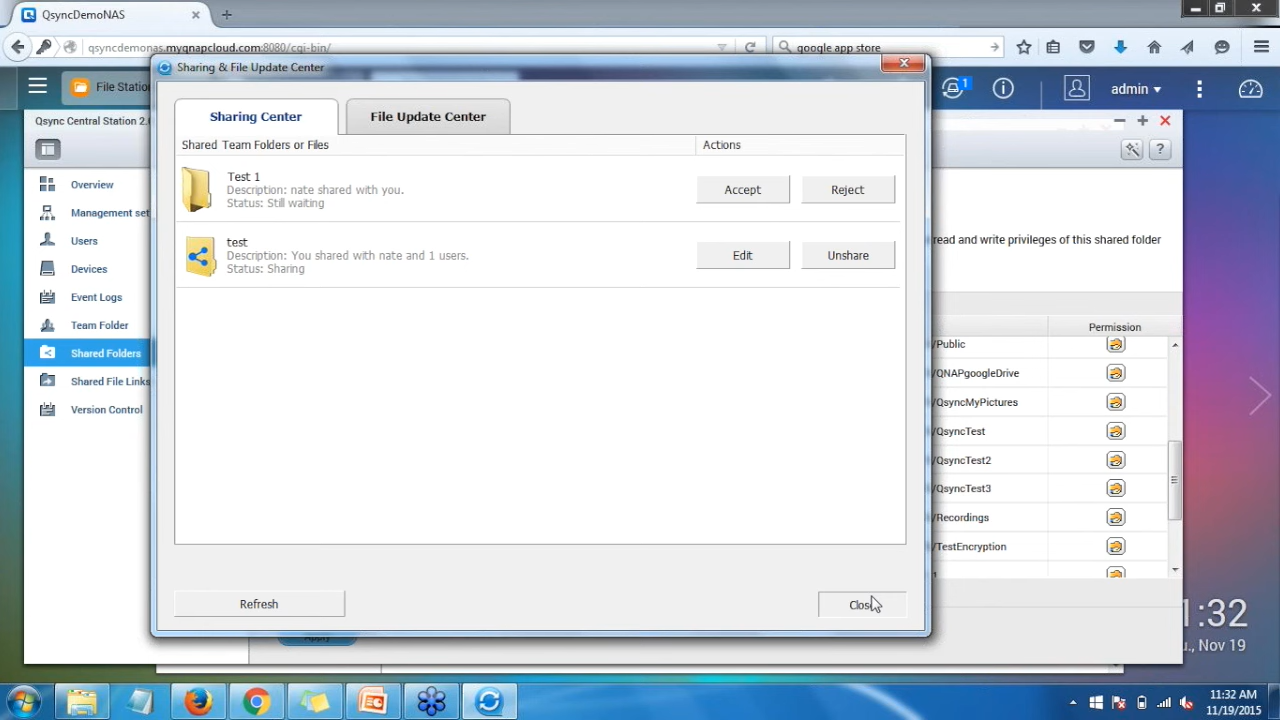 QsyncDemoNAS
qsyncdemonas.myqnapcloud.com:8080/cgi-bin/
google app store
Sharing & File Update Center
File Station
1
admin
Qsync Central Station
Sharing Center
File Update Center
Shared Team Folders or Files
Actions
Test 1
Description: nate shared with you.
Status: Still waiting
Accept
Reject
test
Description: You shared with nate and 1 users.
Status: Sharing
Edit
Unshare
Refresh
Close
Overview
Management set
Users
Devices
Event Logs
Team Folder
Shared Folders
Shared File Links
Version Control
?
read and write privileges of this shared folder
Permission
/Public
/QNAPgoogleDrive
/QsyncMyPictures
/QsyncTest
/QsyncTest2
/QsyncTest3
/Recordings
/TestEncryption
Apply
1:32
u., Nov 19
11:32 AM
11/19/2015